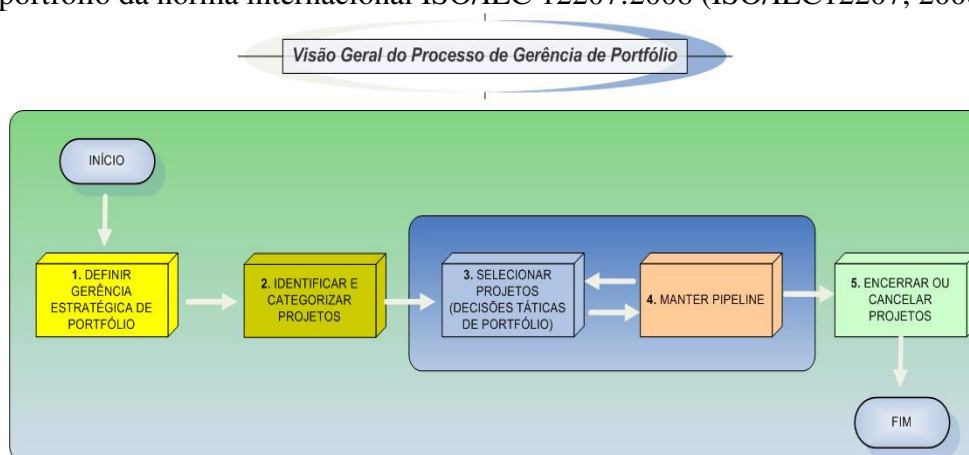 portfólio da norma internacional ISO/IEC 12207:2008 (ISO/IEC12207, 2008
Visão Geral do Processo de Gerência de Portfólio
INÍCIO
1. DEFINIR
GERÊNCIA
ESTRATÉGICA DE
PORTFÓLIO
2. IDENTIFICAR E
CATEGORIZAR
PROJETOS
3. SELECIONAR
PROJETOS
(DECISÕES TÁTICAS
DE PORTFÓLIO)
4. MANTER PIPELINE
5. ENCERRAR OU
CANCELAR
PROJETOS
FIM